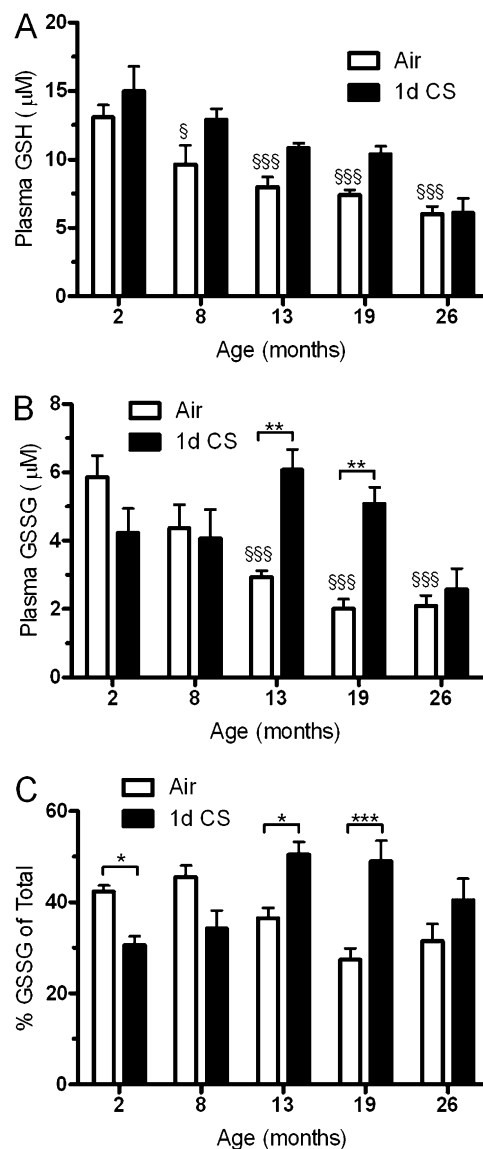 A
Plasma GSH ( μM)
20
15
10
5
0
Air
1d CS
§
§§§
§§§
§§§
2 8 13 19 26
Age (months)
B
Plasma GSSG ( μM)
8
6
4
2
0
Air
1d CS
**
**
§§§
§§§
§§§
2 8 13 19 26
Age (months)
C
% GSSG of Total
60
40
20
0
Air
1d CS
*
*
***
2 8 13 19 26
Age (months)